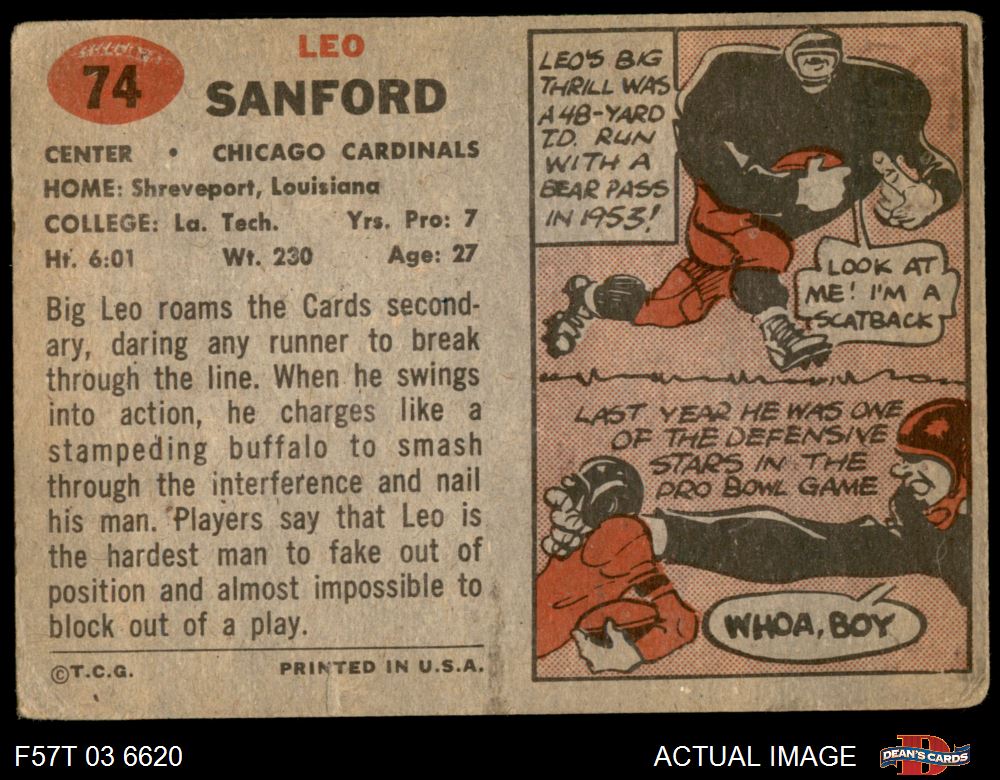 74
LEO
SANFORD
CENTER • CHICAGO CARDINALS
HOME: Shreveport, Louisiana
COLLEGE: La. Tech. Yrs. Pro: 7
Ht. 6:01 Wt. 230 Age: 27
Big Leo roams the Cards second-
ary, daring any runner to break
through the line. When he swings
into action, he charges like a
stampeding buffalo to smash
through the interference and nail
his man. Players say that Leo is
the hardest man to fake out of
position and almost impossible to
block out of a play.
©T.C.G. PRINTED IN U.S.A.
LEO'S BIG
THRILL WAS
A 48-YARD
T.D. RUN
WITH A
BEAR PASS
IN 1953!
LOOK AT
ME! I'M A
SCATBACK
LAST YEAR HE WAS ONE
OF THE DEFENSIVE
STARS IN THE
PRO BOWL GAME
WHOA, BOY
F57T 03 6620
ACTUAL IMAGE
DEAN'S CARDS